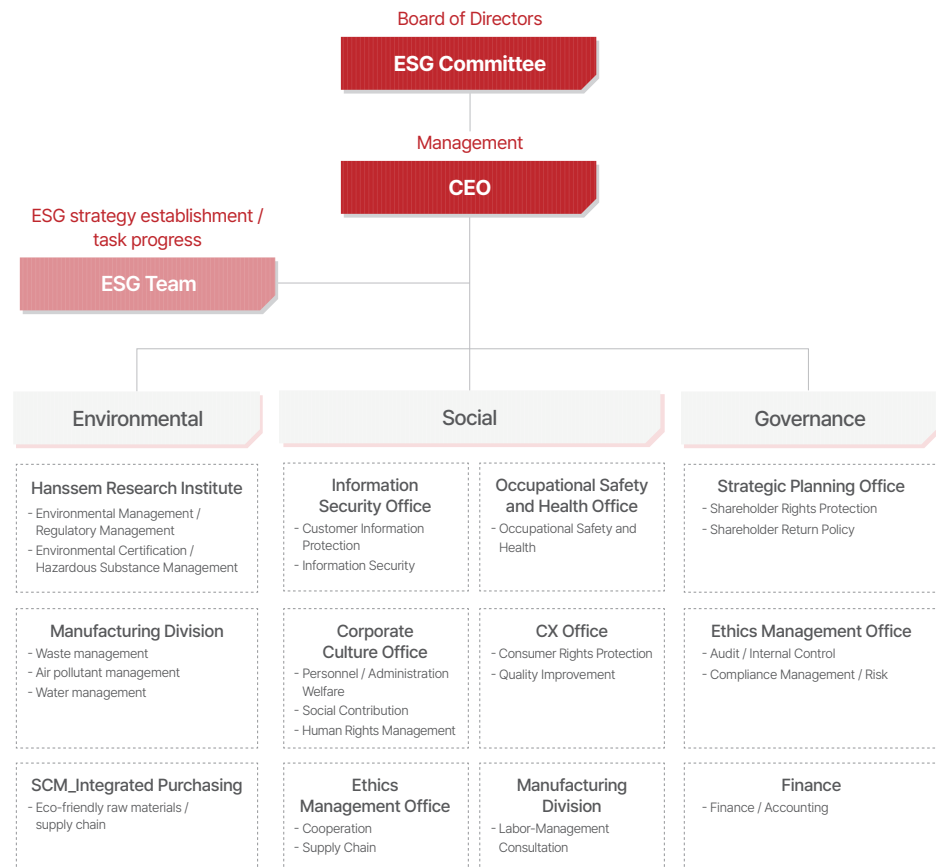 Board of Directors
ESG Committee
Management
CEO
ESG strategy establishment /
task progress
ESG Team
Environmental
Hanssem Research Institute
- Environmental Management /
Regulatory Management
- Environmental Certification /
Hazardous Substance Management
Manufacturing Division
- Waste management
- Air pollutant management
- Water management
SCM_Integrated Purchasing
- Eco-friendly raw materials /
supply chain
Social
Information
Security Office
- Customer Information
Protection
- Information Security
Occupational Safety
and Health Office
- Occupational Safety and
Health
Corporate
Culture Office
- Personnel / Administration
Welfare
- Social Contribution
- Human Rights Management
CX Office
- Consumer Rights Protection
- Quality Improvement
Ethics
Management Office
- Cooperation
- Supply Chain
Manufacturing
Division
- Labor-Management
Consultation
Governance
Strategic Planning Office
- Shareholder Rights Protection
- Shareholder Return Policy
Ethics Management Office
- Audit / Internal Control
- Compliance Management / Risk
Finance
- Finance / Accounting